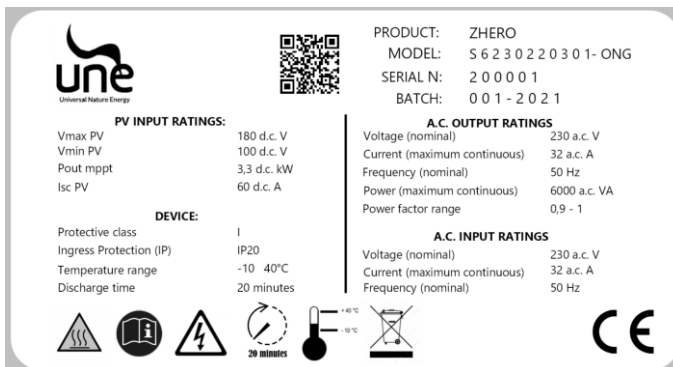 une
Universal Nature Energy
PRODUCT: ZHERO
MODEL: S6230220301-ONG
SERIAL N: 200001
BATCH: 001-2021
PV INPUT RATINGS:
Vmax PV 180 d.c. V
Vmin PV 100 d.c. V
Pout mppt 3,3 d.c. kW
Isc PV 60 d.c. A
DEVICE:
Protective class I
Ingress Protection (IP) IP20
Temperature range -10 40°C
Discharge time 20 minutes
A.C. OUTPUT RATINGS
Voltage (nominal) 230 a.c. V
Current (maximum continuous) 32 a.c. A
Frequency (nominal) 50 Hz
Power (maximum continuous) 6000 a.c. VA
Power factor range 0,9 - 1
A.C. INPUT RATINGS
Voltage (nominal) 230 a.c. V
Current (maximum continuous) 32 a.c. A
Frequency (nominal) 50 Hz
20 minutes
+ 40 °C
- 10 °C
CE